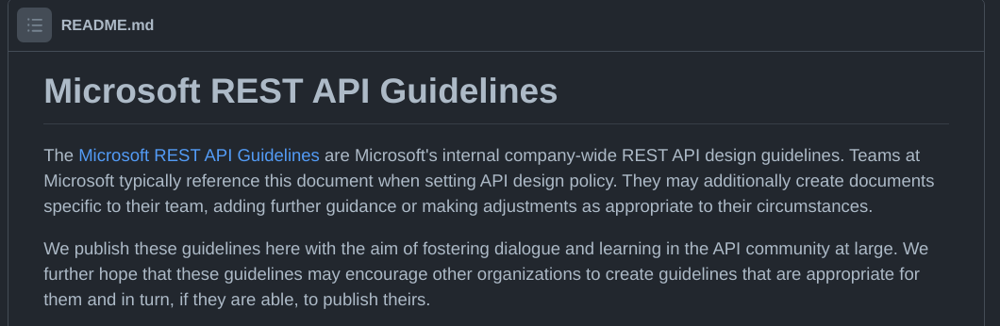 README.md
Microsoft REST API Guidelines
The Microsoft REST API Guidelines are Microsoft's internal company-wide REST API design guidelines. Teams at
Microsoft typically reference this document when setting API design policy. They may additionally create documents
specific to their team, adding further guidance or making adjustments as appropriate to their circumstances.
We publish these guidelines here with the aim of fostering dialogue and learning in the API community at large. We
further hope that these guidelines may encourage other organizations to create guidelines that are appropriate for
them and in turn, if they are able, to publish theirs.